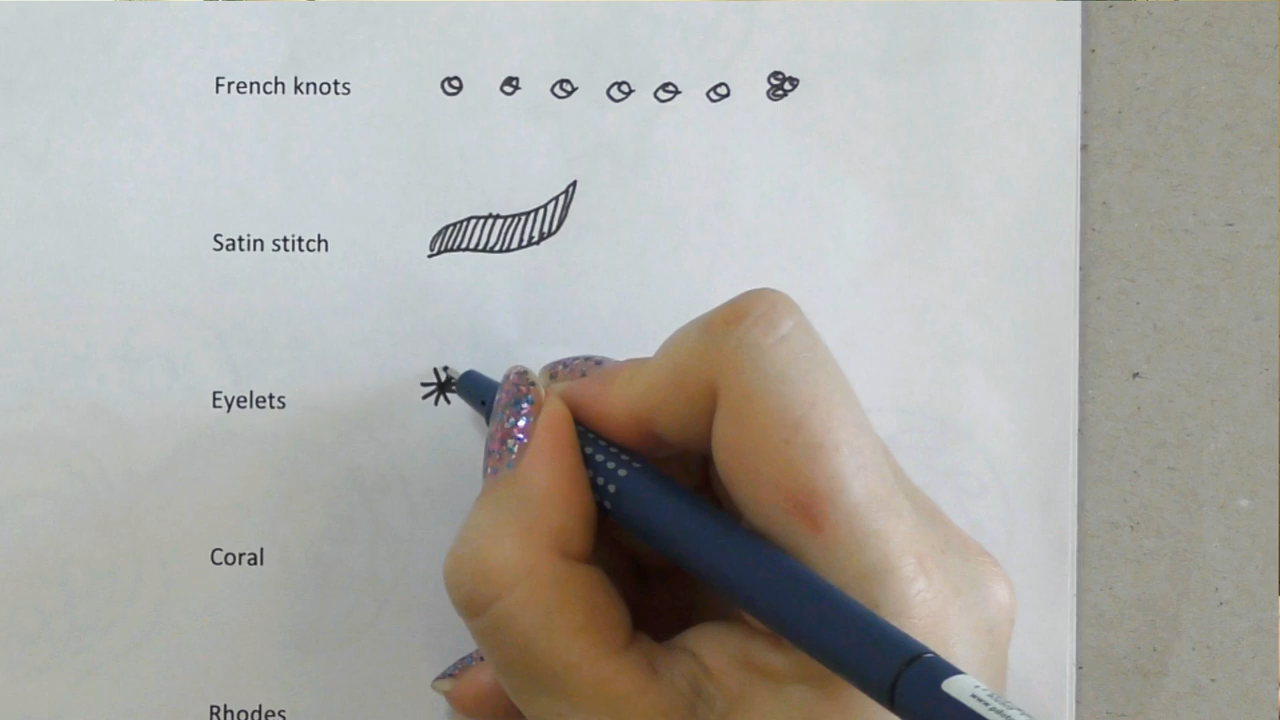 French knots
Satin stitch
Eyelets
Coral
Rhodes